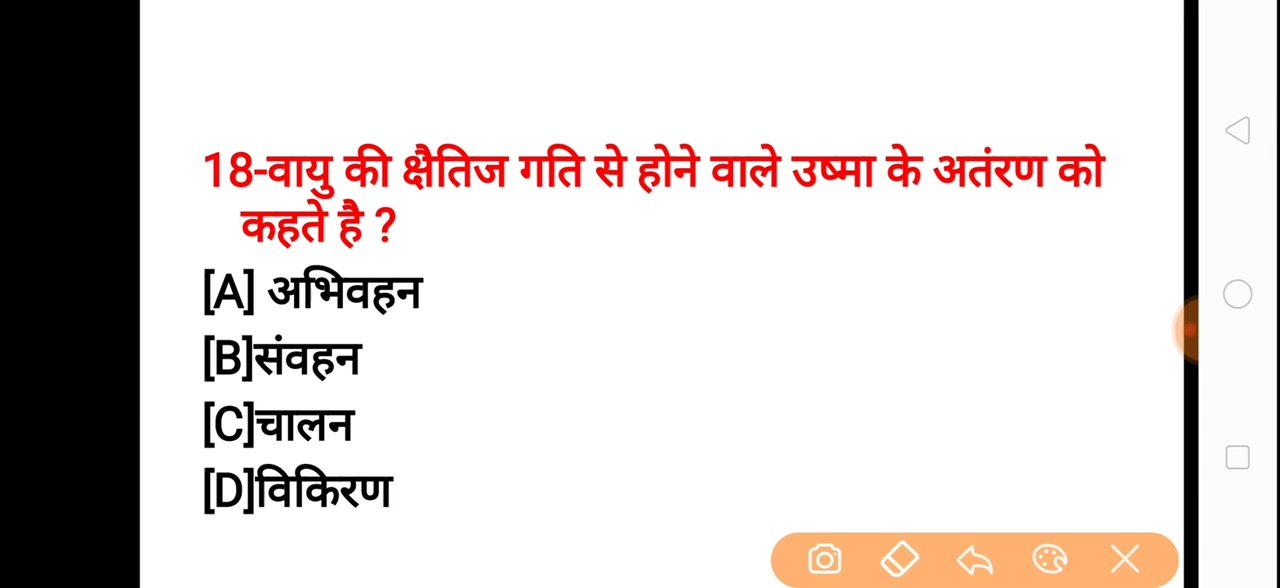 18-वायु की क्षैतिज गति से होने वाले उष्मा के अतंरण को
कहते है ?
[A] अभिवहन
[B]संवहन
[C]चालन
[D]विकिरण